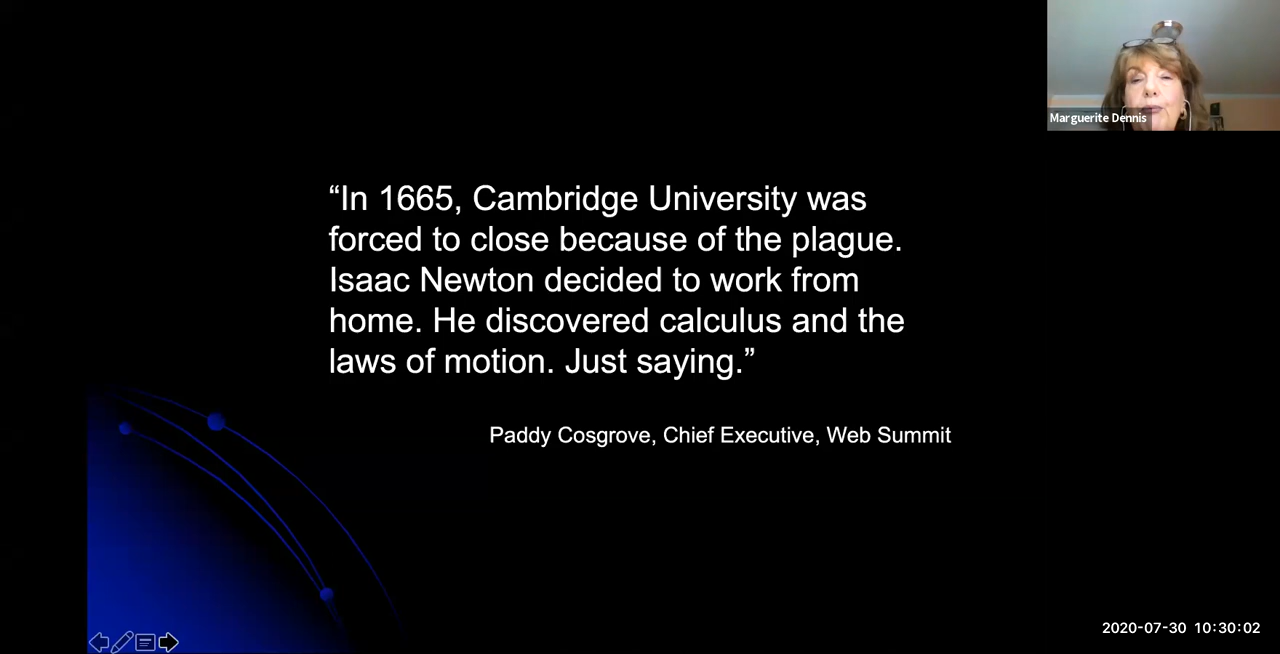 Marguerite Dennis
“In 1665, Cambridge University was
forced to close because of the plague.
Isaac Newton decided to work from
home. He discovered calculus and the
laws of motion. Just saying.”
Paddy Cosgrove, Chief Executive, Web Summit
2020-07-30 10:30:02